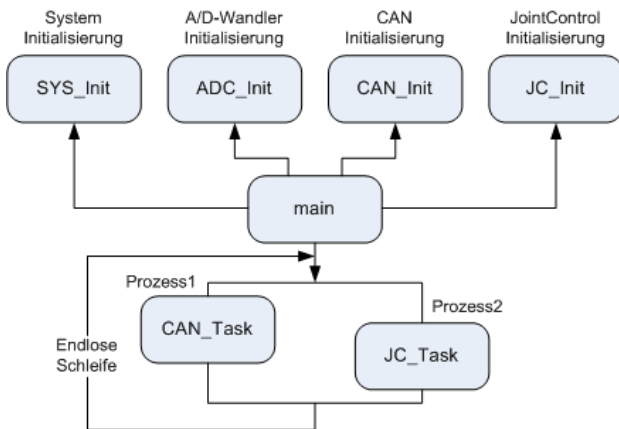 System
Initialisierung
A/D-Wandler
Initialisierung
CAN
Initialisierung
JointControl
Initialisierung
SYS_Init
ADC_Init
CAN_Init
JC_Init
main
Prozess1
CAN_Task
Prozess2
JC_Task
Endlose
Schleife